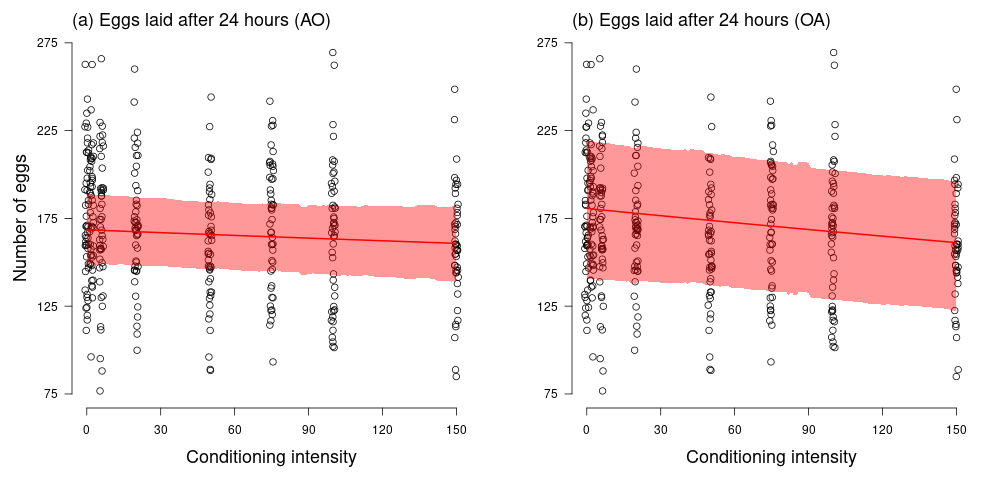 (a) Eggs laid after 24 hours (AO)
275
225
175
125
75
Number of eggs
0 30 60 90 120 150
Conditioning intensity
(b) Eggs laid after 24 hours (OA)
275
225
175
125
75
0 30 60 90 120 150
Conditioning intensity